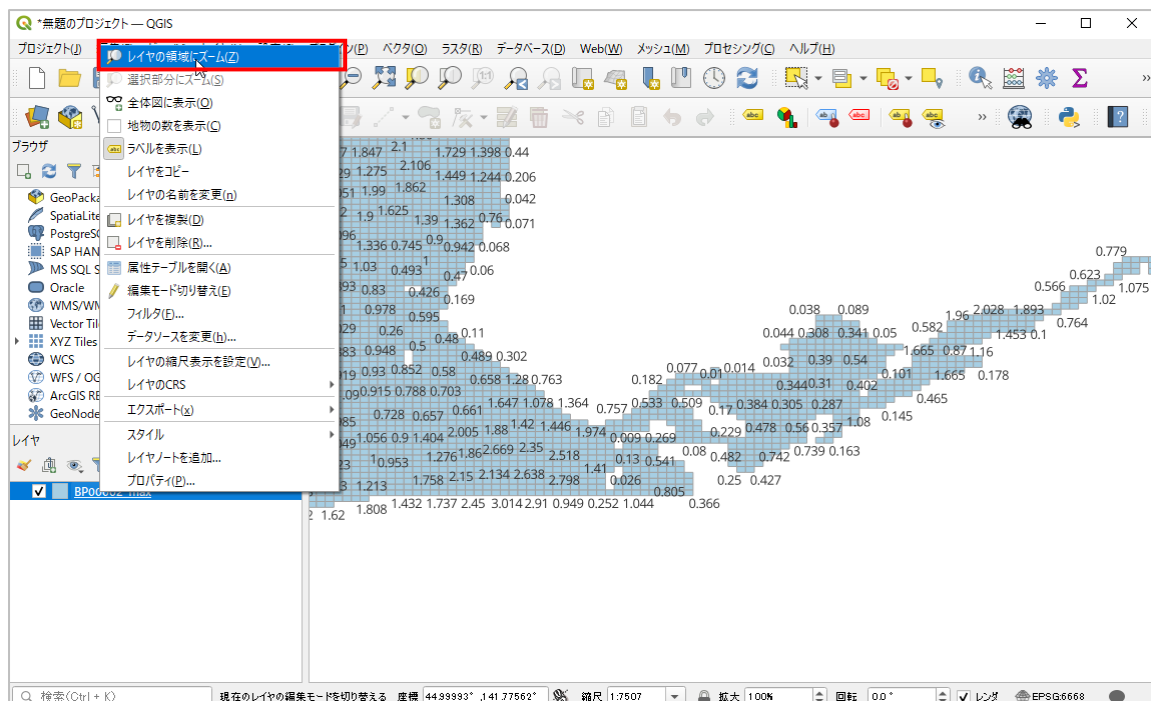 *無題のプロジェクト — QGIS
プロジェクト(J)
ン(P) ベクタ(O) ラスタ(R) データベース(D) Web(W) メッシュ(M) プロセシング(C) ヘルプ(H)
レイヤの領域にズーム(Z)
選択部分にズーム(S)
全体図に表示(O)
地物の数を表示(C)
ラベルを表示(L)
レイヤをコピー
レイヤの名前を変更(n)
レイヤを複製(D)
レイヤを削除(R)...
属性テーブルを開く(A)
編集モード切り替え(E)
フィルタ(F)...
データソースを変更(h)...
レイヤの縮尺表示を設定(V)...
レイヤのCRS
エクスポート(x)
スタイル
レイヤノートを追加...
プロパティ(P)...
ブラウザ
GeoPacka
SpatiaLite
PostgreS
SAP HAN
MS SQL S
Oracle
WMS/WM
Vector Til
XYZ Tiles
WCS
WFS / OG
ArcGIS RE
GeoNode
レイヤ
BP00002_max
1.847 2.1 1.729 1.398 0.44
1.275 2.106 1.449 1.244 0.206
1.99 1.862 1.308 0.042
1.9 1.625 1.39 1.362 0.76 0.071
1.336 0.745 0.9 0.942 0.068
1.03 0.493 1 0.47 0.06
0.83 0.426 0.169
0.978 0.595
0.26 0.48 0.11
0.948 0.5 0.489 0.302
0.93 0.852 0.58 0.658 1.28 0.763
0.915 0.788 0.703 1.647 1.078 1.364
0.728 0.657 0.661 1.42 1.446
1.056 0.9 1.404 2.005 1.88 1.974
0.953 1.276 1.86 2.669 2.35 2.518
1.213 1.758 2.15 2.134 2.638 2.798 1.41 0.026
1.62 1.808 1.432 1.737 2.45 3.014 2.91 0.949 0.252 1.044 0.805 0.366
0.779
0.566 0.623 1.075
1.02
0.038 0.089 1.96 2.028 1.893 0.764
0.044 0.308 0.341 0.05 0.582 1.453 0.1
1.665 0.87 1.16
0.182 0.077 0.01 0.014 0.032 0.39 0.54 0.101 1.665 0.178
0.344 0.31 0.402 0.465
0.757 0.533 0.509 0.17 0.384 0.305 0.287 0.145
0.009 0.269 0.229 0.478 0.56 0.357 1.08
0.13 0.541 0.08 0.482 0.742 0.739 0.163
0.25 0.427
検索(Ctrl + K) 現在のレイヤの編集モードを切り替える 座標 44.99993°,141.77562° 縮尺 1:7507 拡大 100% 回転 0.0° レンダ EPSG:6668